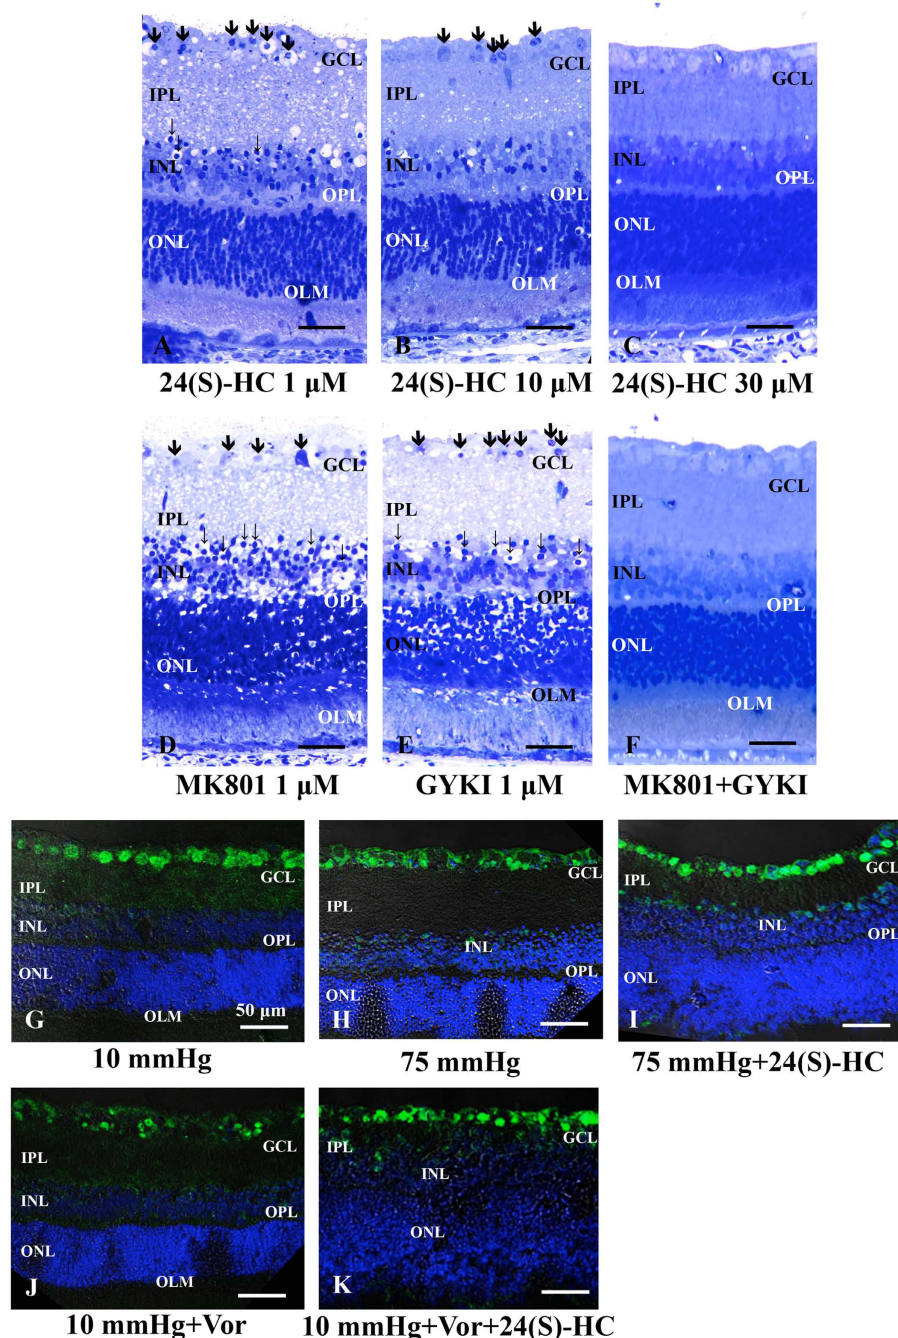 GCL
IPL
INL
OPL
ONL
OLM
A
24(S)-HC 1 μM
GCL
IPL
INL
OPL
ONL
OLM
B
24(S)-HC 10 μM
GCL
IPL
INL
OPL
ONL
OLM
C
24(S)-HC 30 μM
GCL
IPL
INL
OPL
ONL
OLM
D
MK801 1 μM
GCL
IPL
INL
OPL
ONL
OLM
E
GYKI 1 μM
GCL
IPL
INL
OPL
ONL
OLM
F
MK801+GYKI
GCL
IPL
INL
OPL
ONL
OLM
G
50 μm
10 mmHg
GCL
IPL
INL
OPL
ONL
H
75 mmHg
GCL
IPL
INL
OPL
ONL
I
75 mmHg+24(S)-HC
GCL
IPL
INL
OPL
ONL
OLM
J
10 mmHg+Vor
GCL
IPL
INL
ONL
K
10 mmHg+Vor+24(S)-HC